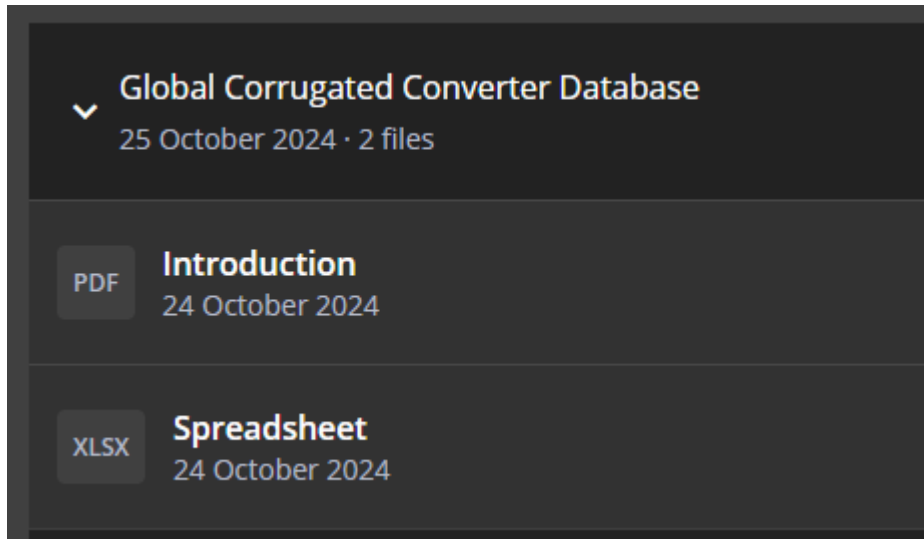 Global Corrugated Converter Database
25 October 2024 · 2 files
PDF
Introduction
24 October 2024
XLSX
Spreadsheet
24 October 2024